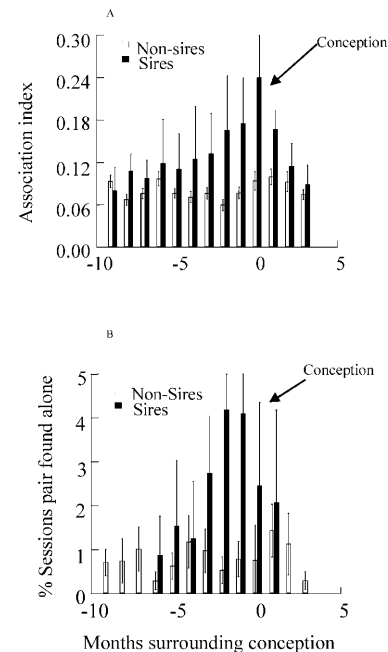 A
0.30
Non-sires
Sires
Conception
0.24
0.18
0.12
0.06
0.00
Association index
-10
-5
0
5
B
5
Conception
Non-Sires
Sires
4
3
2
1
0
% Sessions pair found alone
-10
-5
0
5
Months surrounding conception